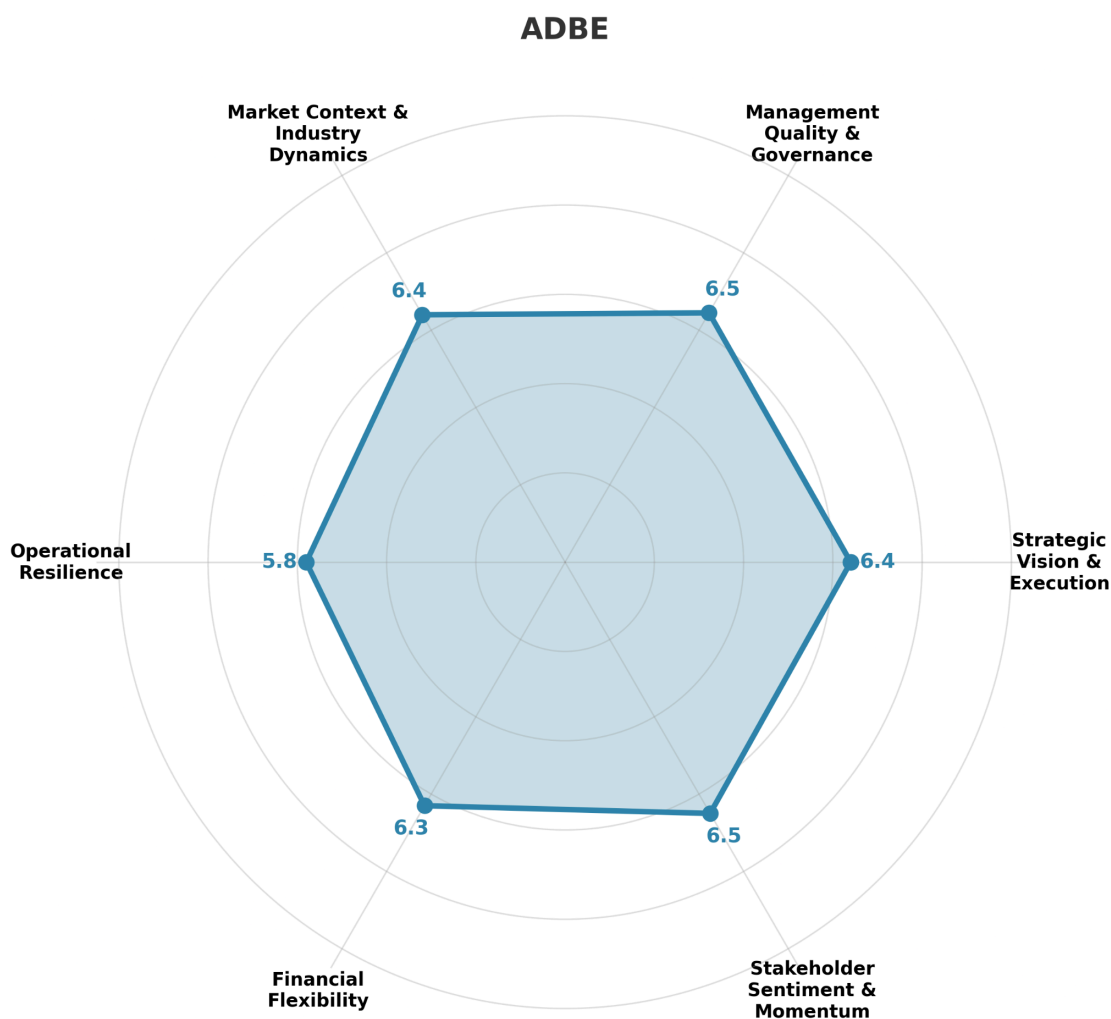 ADBE
Market Context &
Industry
Dynamics
Management
Quality &
Governance
6.4
6.5
Operational
Resilience
5.8
6.4
Strategic
Vision &
Execution
6.3
6.5
Financial
Flexibility
Stakeholder
Sentiment &
Momentum